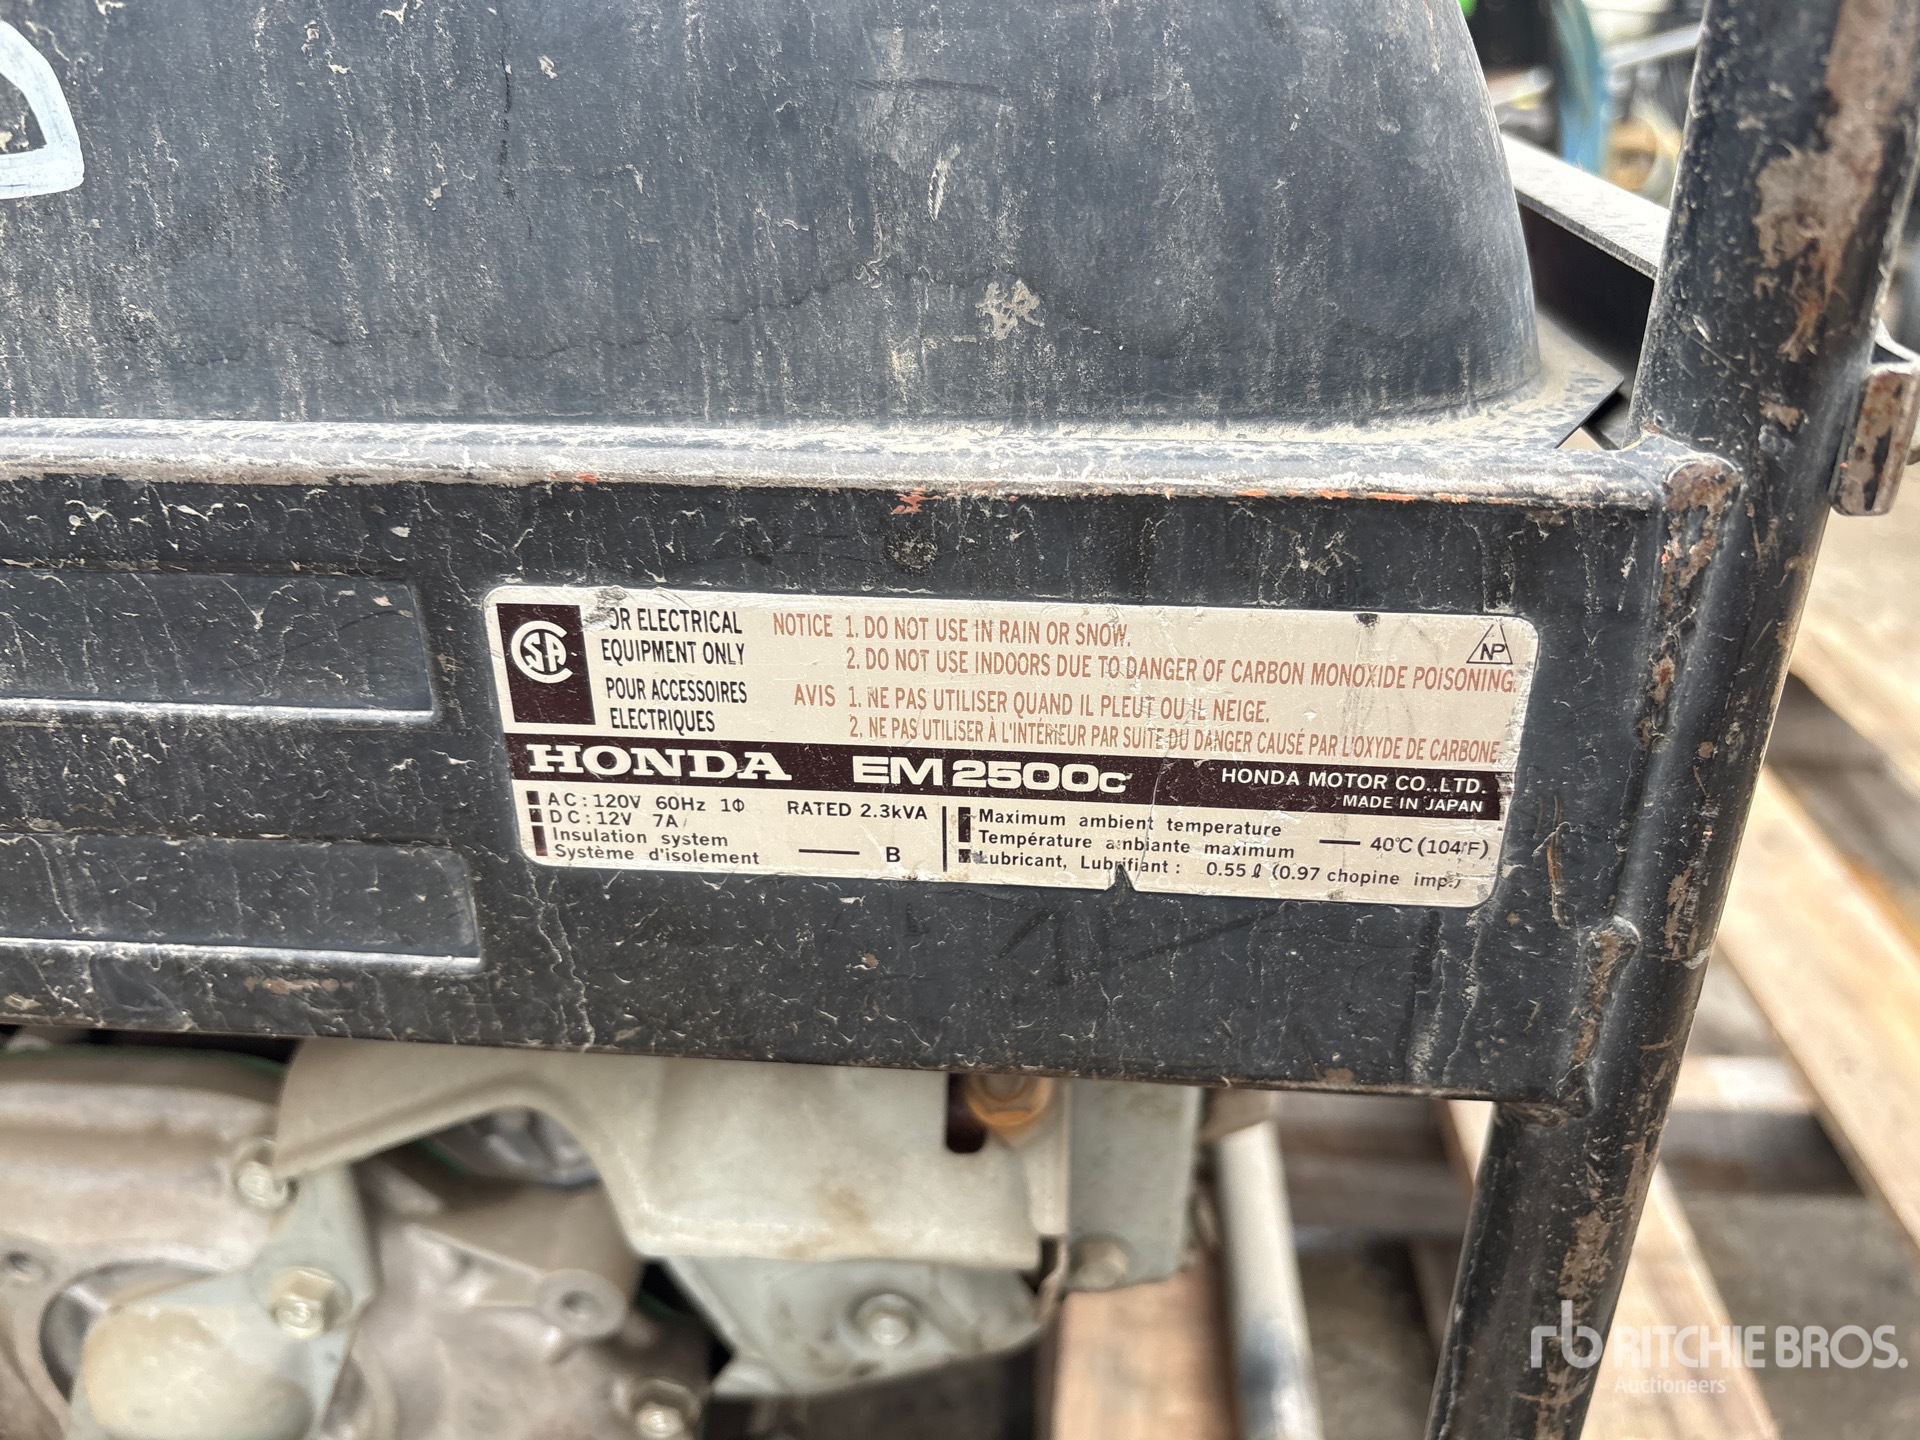 CSA
OR ELECTRICAL
EQUIPMENT ONLY
POUR ACCESSOIRES
ELECTRIQUES
NOTICE 1. DO NOT USE IN RAIN OR SNOW.
2. DO NOT USE INDOORS DUE TO DANGER OF CARBON MONOXIDE POISONING.
AVIS 1. NE PAS UTILISER QUAND IL PLEUT OU IL NEIGE.
2. NE PAS UTILISER À L'INTÉRIEUR PAR SUITE DU DANGER CAUSÉ PAR L'OXYDE DE CARBONE.
NP
HONDA EM2500C HONDA MOTOR CO.,LTD.
MADE IN JAPAN
AC:120V 60Hz 1Φ RATED 2.3kVA
DC:12V 7A
Insulation system
Système d'isolement — B
Maximum ambient temperature
Température ambiante maximum — 40°C (104°F)
Lubricant, Lubrifiant : 0.55ℓ (0.97 chopine imp.)
rb RITCHIE BROS.
Auctioneers